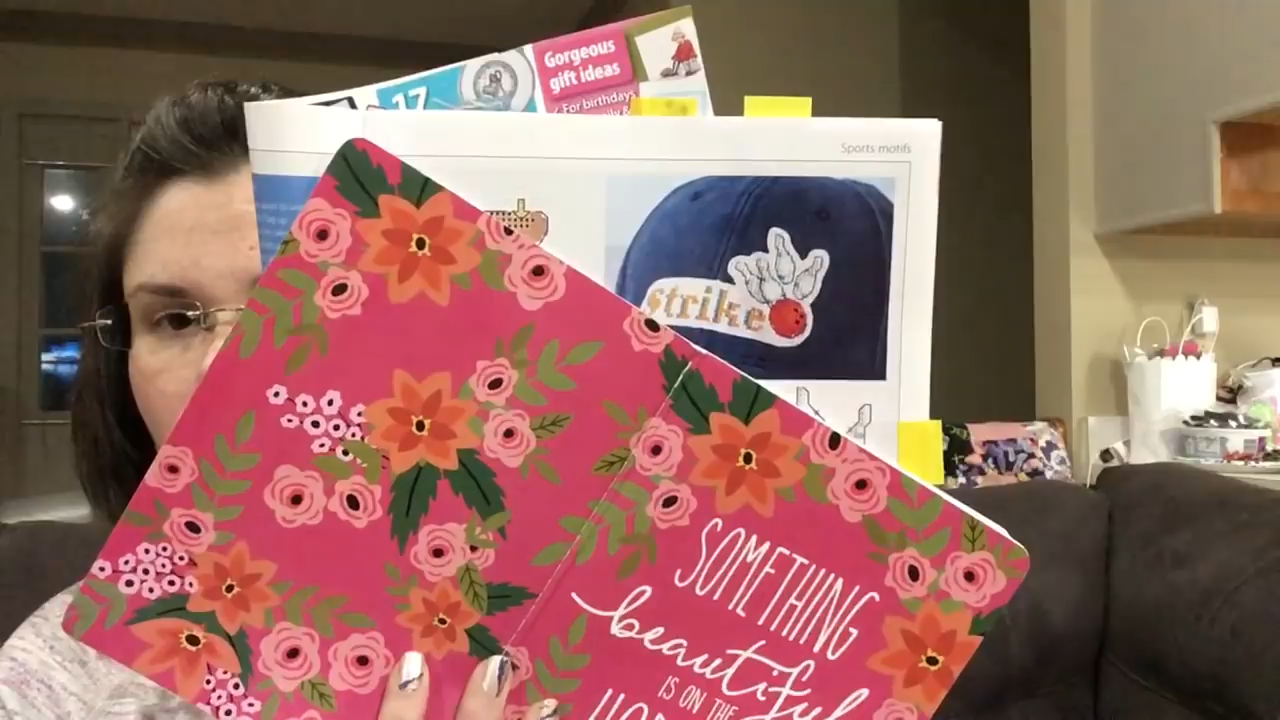 Gorgeous
gift ideas
17
For birthdays
Sports motifs
strike
SOMETHING
beautiful
IS ON THE